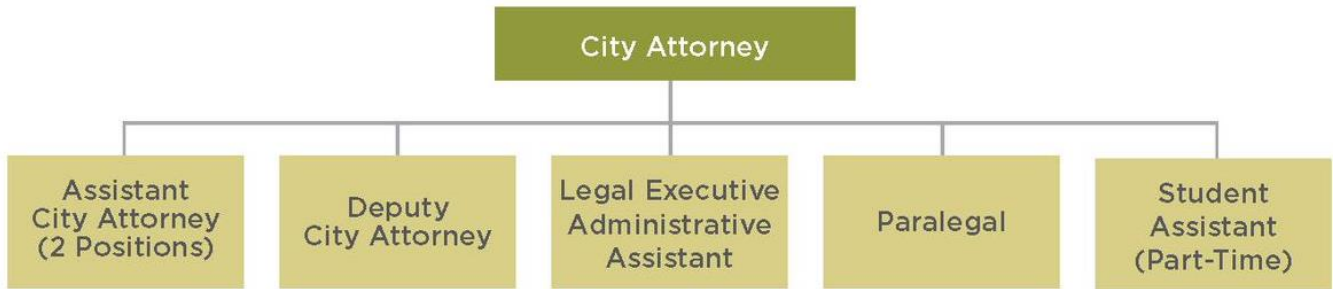 City Attorney
Assistant
City Attorney
(2 Positions)
Deputy
City Attorney
Legal Executive
Administrative
Assistant
Paralegal
Student
Assistant
(Part-Time)